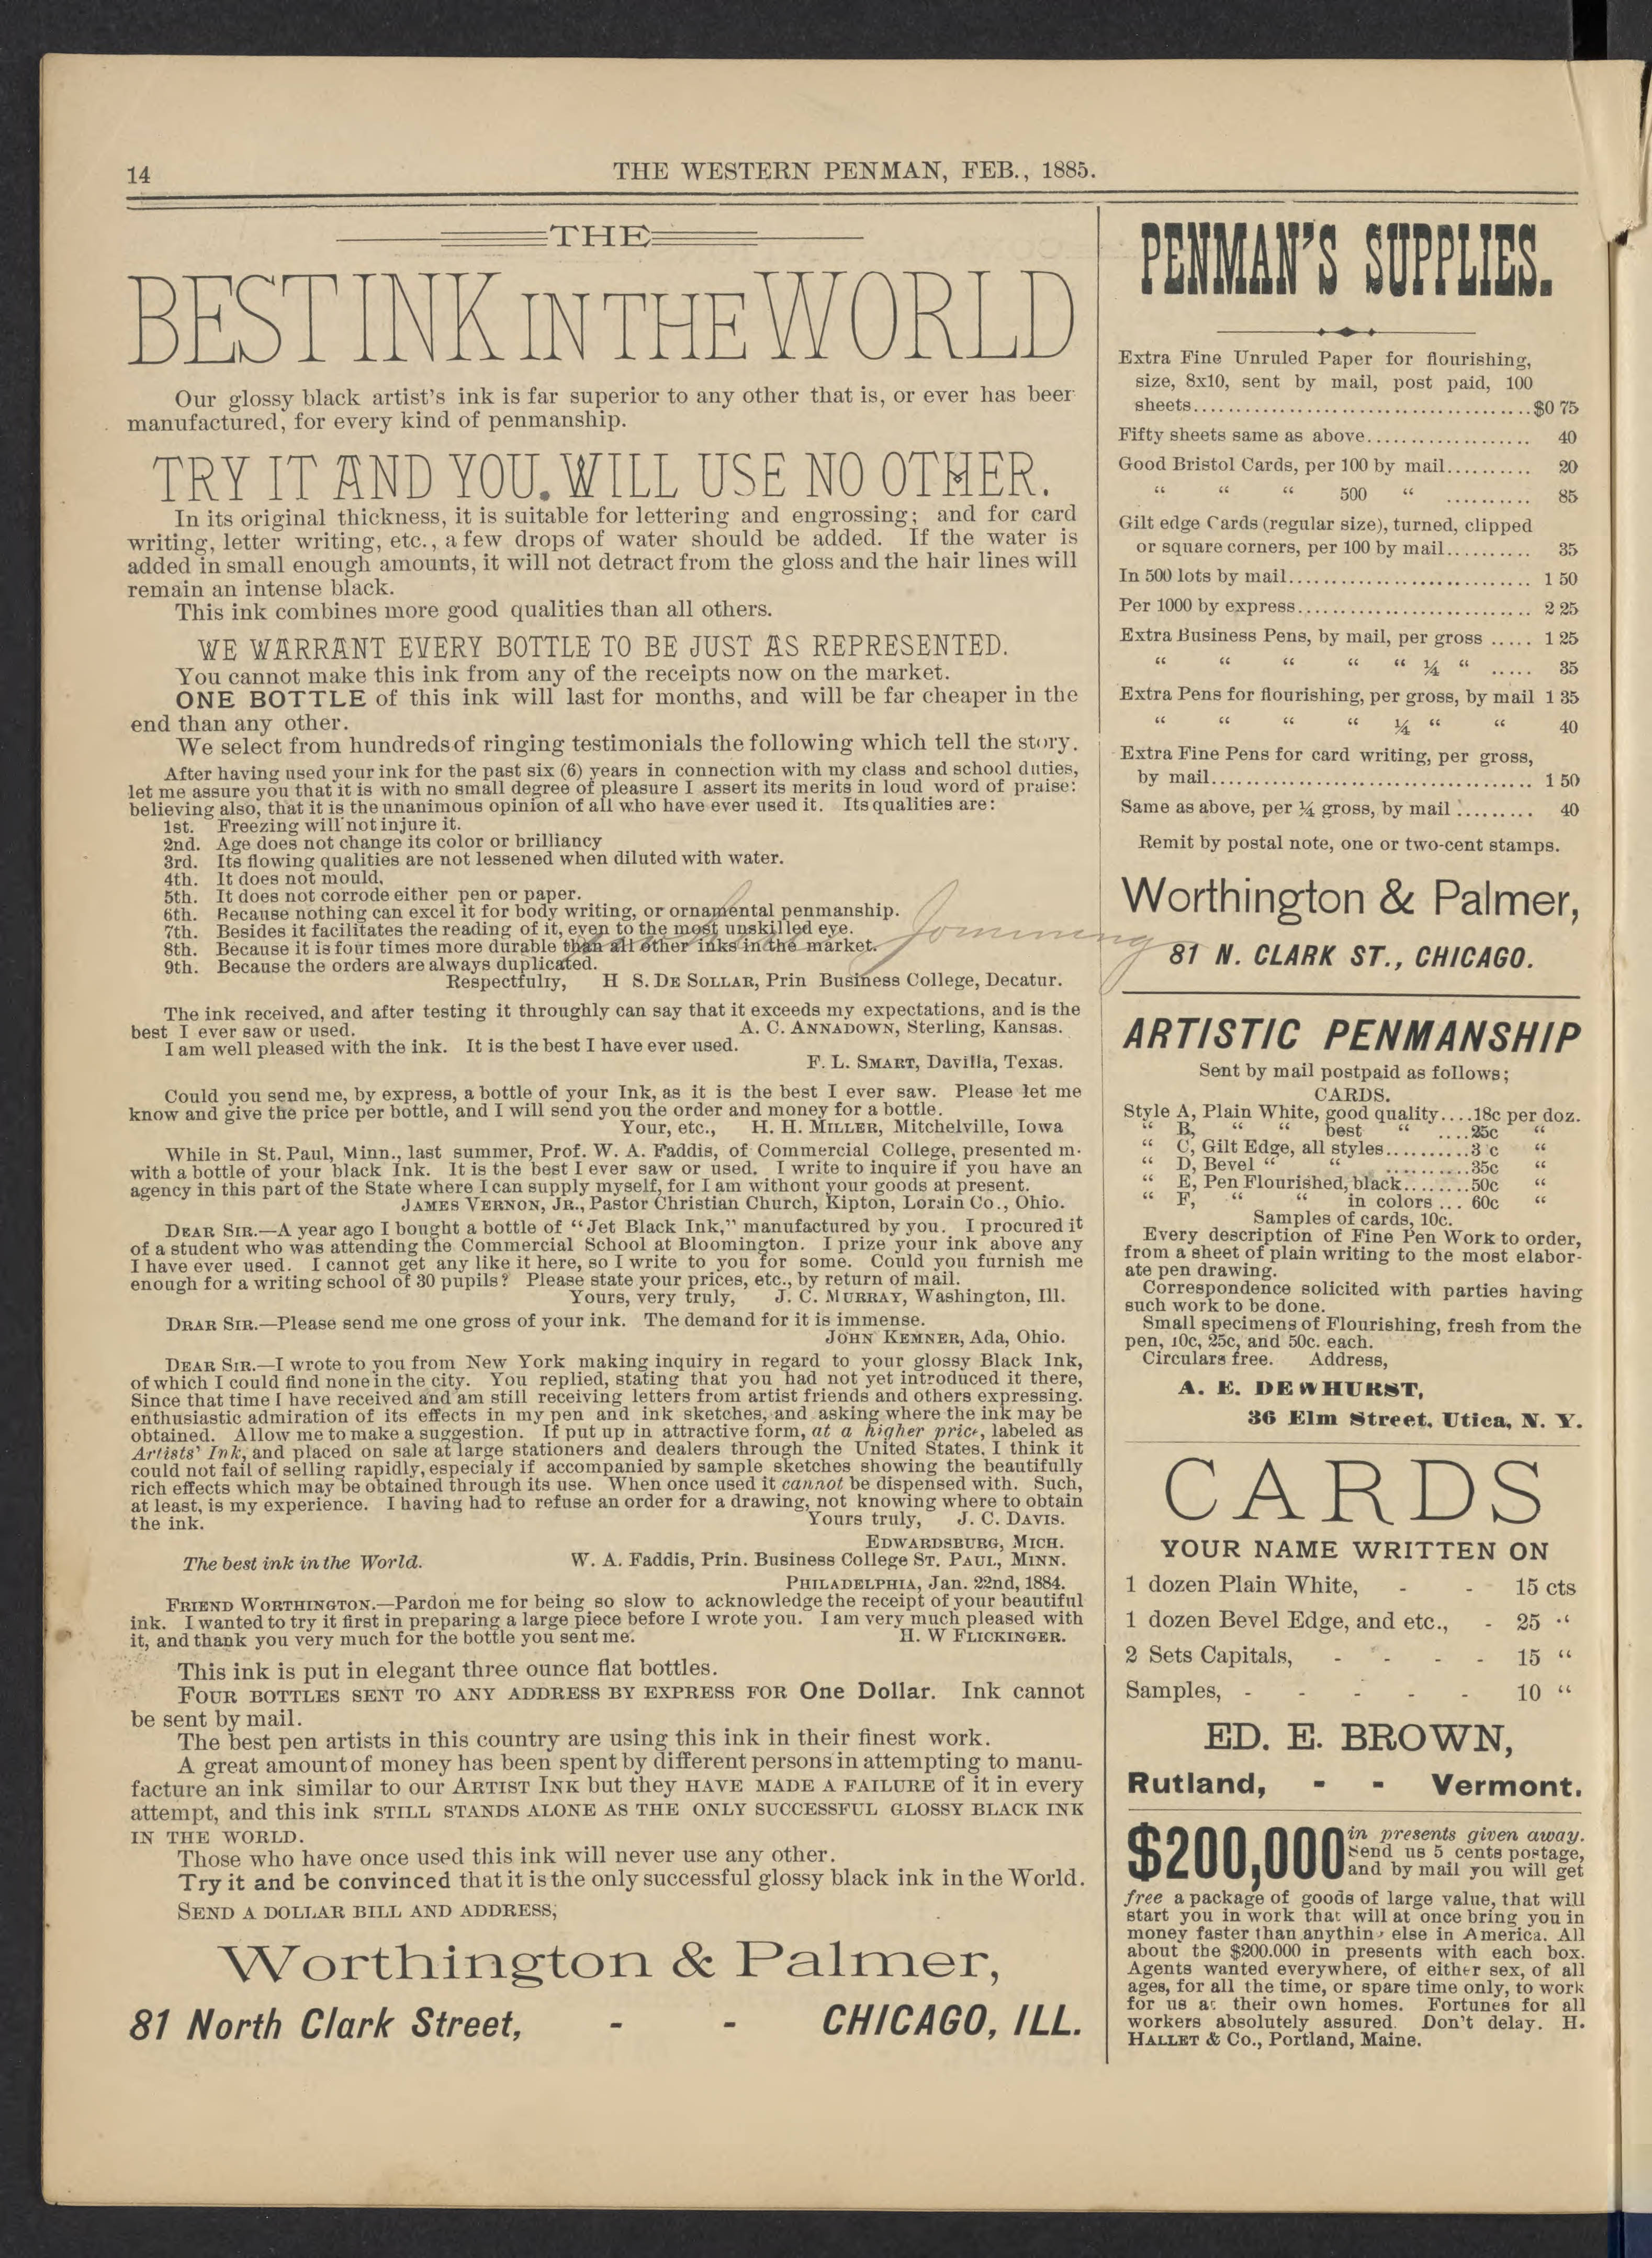 14
THE WESTERN PENMAN, FEB., 1885.
THE
BEST INK IN THE WORLD
Our glossy black artist's ink is far superior to any other that is, or ever has beer
manufactured, for every kind of penmanship.
TRY IT AND YOU. WILL USE NO OTHER.
In its original thickness, it is suitable for lettering and engrossing; and for card
writing, letter writing, etc., a few drops of water should be added. If the water is
added in small enough amounts, it will not detract from the gloss and the hair lines will
remain an intense black.
This ink combines more good qualities than all others.
WE WARRANT EVERY BOTTLE TO BE JUST AS REPRESENTED.
You cannot make this ink from any of the receipts now on the market.
ONE BOTTLE of this ink will last for months, and will be far cheaper in the
end than any other.
We select from hundreds of ringing testimonials the following which tell the story.
After having used your ink for the past six (6) years in connection with my class and school duties,
let me assure you that it is with no small degree of pleasure I assert its merits in loud word of praise:
believing also, that it is the unanimous opinion of all who have ever used it. Its qualities are:
1st. Freezing will not injure it.
2nd. Age does not change its color or brilliancy
3rd. Its flowing qualities are not lessened when diluted with water.
4th. It does not mould,
5th. It does not corrode either pen or paper.
6th. Because nothing can excel it for body writing, or ornamental penmanship.
7th. Besides it facilitates the reading of it, even to the most unskilled eye.
8th. Because it is four times more durable than all other inks in the market.
9th. Because the orders are always duplicated.
Respectfully, H S. DE SOLLAR, Prin Business College, Decatur.
The ink received, and after testing it throughly can say that it exceeds my expectations, and is the
best I ever saw or used. A. C. ANNADOWN, Sterling, Kansas.
I am well pleased with the ink. It is the best I have ever used.
F. L. SMART, Davilla, Texas.
Could you send me, by express, a bottle of your Ink, as it is the best I ever saw. Please let me
know and give the price per bottle, and I will send you the order and money for a bottle.
Your, etc., H. H. MILLER, Mitchelville, Iowa
While in St. Paul, Minn., last summer, Prof. W. A. Faddis, of Commercial College, presented m·
with a bottle of your black Ink. It is the best I ever saw or used. I write to inquire if you have an
agency in this part of the State where I can supply myself, for I am without your goods at present.
JAMES VERNON, JR., Pastor Christian Church, Kipton, Lorain Co., Ohio.
DEAR SIR.—A year ago I bought a bottle of "Jet Black Ink," manufactured by you. I procured it
of a student who was attending the Commercial School at Bloomington. I prize your ink above any
I have ever used. I cannot get any like it here, so I write to you for some. Could you furnish me
enough for a writing school of 30 pupils? Please state your prices, etc., by return of mail.
Yours, very truly, J. C. MURRAY, Washington, Ill.
DRAR SIR.—Please send me one gross of your ink. The demand for it is immense.
JOHN KEMNER, Ada, Ohio.
DEAR SIR.—I wrote to you from New York making inquiry in regard to your glossy Black Ink,
of which I could find none in the city. You replied, stating that you had not yet introduced it there,
Since that time I have received and am still receiving letters from artist friends and others expressing.
enthusiastic admiration of its effects in my pen and ink sketches, and asking where the ink may be
obtained. Allow me to make a suggestion. If put up in attractive form, at a higher price, labeled as
Artists' Ink, and placed on sale at large stationers and dealers through the United States, I think it
could not fail of selling rapidly, especialy if accompanied by sample sketches showing the beautifully
rich effects which may be obtained through its use. When once used it cannot be dispensed with. Such,
at least, is my experience. I having had to refuse an order for a drawing, not knowing where to obtain
the ink. Yours truly, J. C. DAVIS.
EDWARDSBURG, MICH.
The best ink in the World. W. A. Faddis, Prin. Business College ST. PAUL, MINN.
PHILADELPHIA, Jan. 22nd, 1884.
FRIEND WORTHINGTON.—Pardon me for being so slow to acknowledge the receipt of your beautiful
ink. I wanted to try it first in preparing a large piece before I wrote you. I am very much pleased with
it, and thank you very much for the bottle you sent me. H. W FLICKINGER.
This ink is put in elegant three ounce flat bottles.
FOUR BOTTLES SENT TO ANY ADDRESS BY EXPRESS FOR One Dollar. Ink cannot
be sent by mail.
The best pen artists in this country are using this ink in their finest work.
A great amount of money has been spent by different persons in attempting to manu-
facture an ink similar to our ARTIST INK but they HAVE MADE A FAILURE of it in every
attempt, and this ink STILL STANDS ALONE AS THE ONLY SUCCESSFUL GLOSSY BLACK INK
IN THE WORLD.
Those who have once used this ink will never use any other.
Try it and be convinced that it is the only successful glossy black ink in the World.
SEND A DOLLAR BILL AND ADDRESS,
Worthington & Palmer,
81 North Clark Street, - - CHICAGO, ILL.
PENMAN'S SUPPLIES.
Extra Fine Unruled Paper for flourishing,
size, 8x10, sent by mail, post paid, 100
sheets........................................$0 75
Fifty sheets same as above.................... 40
Good Bristol Cards, per 100 by mail.......... 20
" " " 500 " .......... 85
Gilt edge Cards (regular size), turned, clipped
or square corners, per 100 by mail.......... 35
In 500 lots by mail............................. 1 50
Per 1000 by express............................ 2 25
Extra Business Pens, by mail, per gross ..... 1 25
" " " " " ¼ " ..... 35
Extra Pens for flourishing, per gross, by mail 1 35
" " " " ¼ " " 40
Extra Fine Pens for card writing, per gross,
by mail...................................... 1 50
Same as above, per ¼ gross, by mail ......... 40
Remit by postal note, one or two-cent stamps.
Worthington & Palmer,
81 N. CLARK ST., CHICAGO.
ARTISTIC PENMANSHIP
Sent by mail postpaid as follows;
CARDS.
Style A, Plain White, good quality....18c per doz.
" B, " " best " ....25c "
" C, Gilt Edge, all styles..........3 c "
" D, Bevel " " ..........35c "
" E, Pen Flourished, black........50c "
" F, " " in colors ... 60c "
Samples of cards, 10c.
Every description of Fine Pen Work to order,
from a sheet of plain writing to the most elabor-
ate pen drawing.
Correspondence solicited with parties having
such work to be done.
Small specimens of Flourishing, fresh from the
pen, 10c, 25c, and 50c. each.
Circulars free. Address,
A. E. DEWHURST,
36 Elm Street, Utica, N. Y.
CARDS
YOUR NAME WRITTEN ON
1 dozen Plain White, - - 15 cts
1 dozen Bevel Edge, and etc., - 25 "
2 Sets Capitals, - - - - 15 "
Samples, - - - - - 10 "
ED. E. BROWN,
Rutland, - - Vermont.
$200,000 in presents given away.
Send us 5 cents postage,
and by mail you will get
free a package of goods of large value, that will
start you in work that will at once bring you in
money faster than anything else in America. All
about the $200.000 in presents with each box.
Agents wanted everywhere, of either sex, of all
ages, for all the time, or spare time only, to work
for us at their own homes. Fortunes for all
workers absolutely assured. Don't delay. H.
HALLET & Co., Portland, Maine.